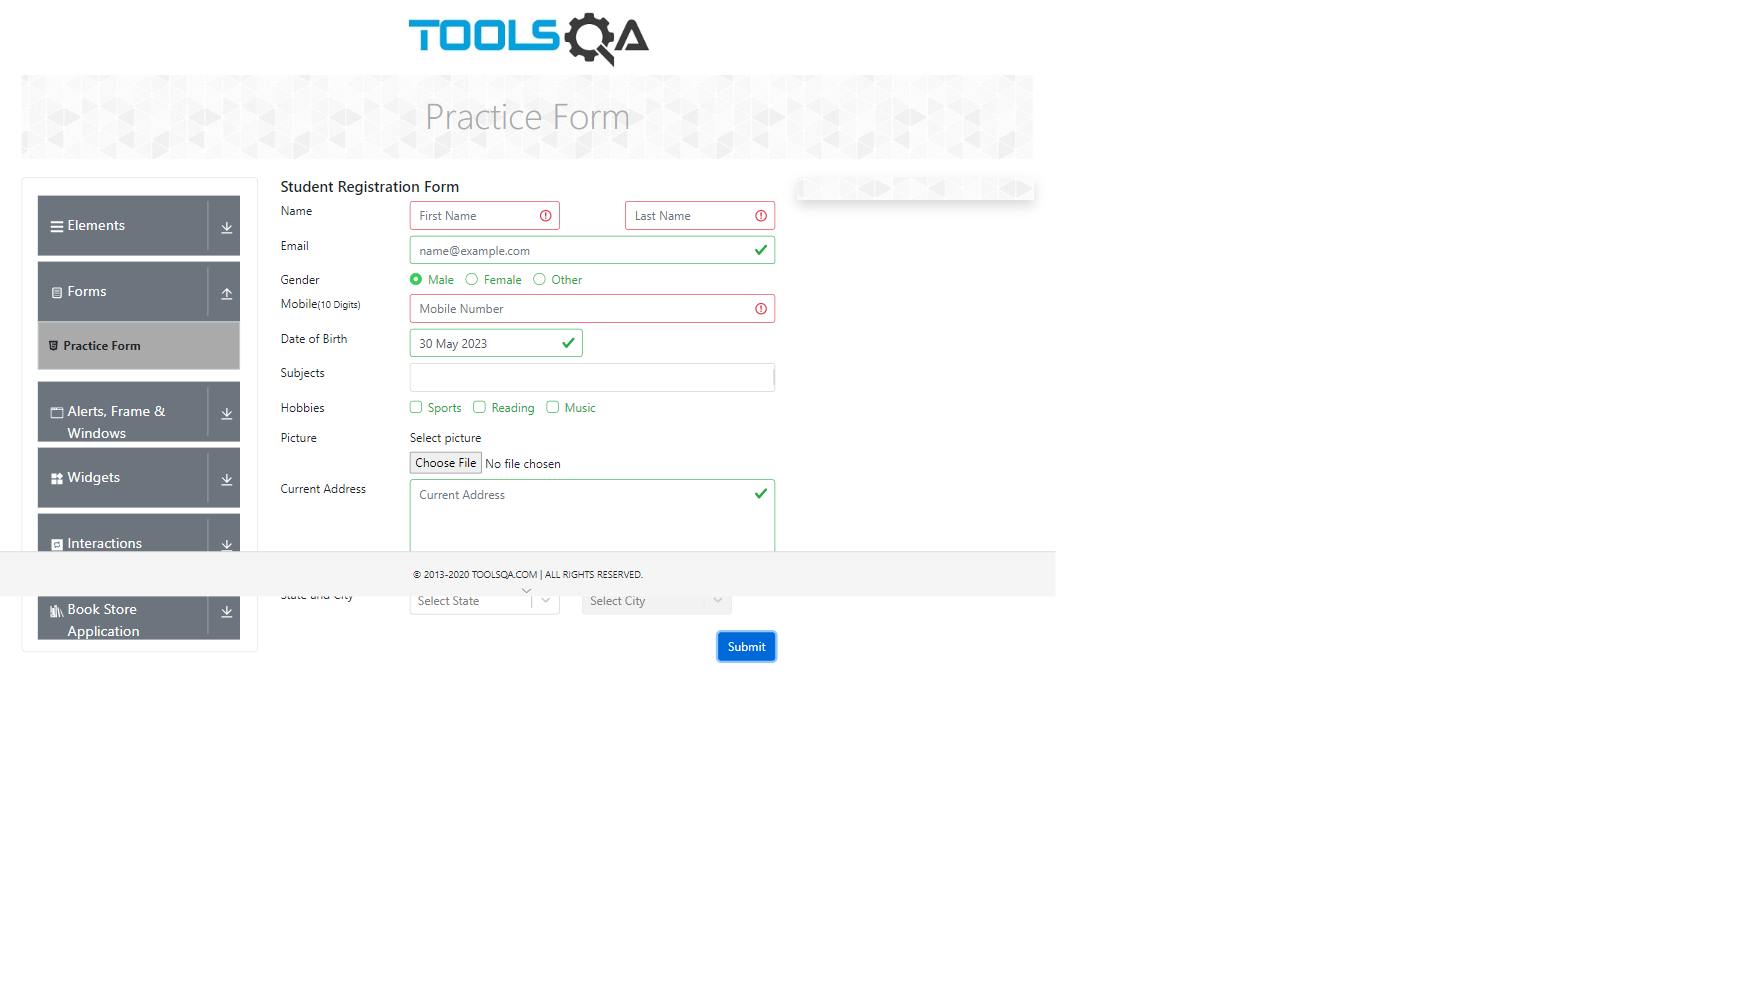 TOOLSQA
Practice Form
Elements
Forms
Practice Form
Alerts, Frame &
Windows
Widgets
Interactions
Book Store
Application
Student Registration Form
Name
First Name
Last Name
Email
name@example.com
Gender
Male
Female
Other
Mobile(10 Digits)
Mobile Number
Date of Birth
30 May 2023
Subjects
Hobbies
Sports
Reading
Music
Picture
Select picture
Choose File No file chosen
Current Address
Current Address
© 2013-2020 TOOLSQA.COM | ALL RIGHTS RESERVED.
State and City
Select State
Select City
Submit